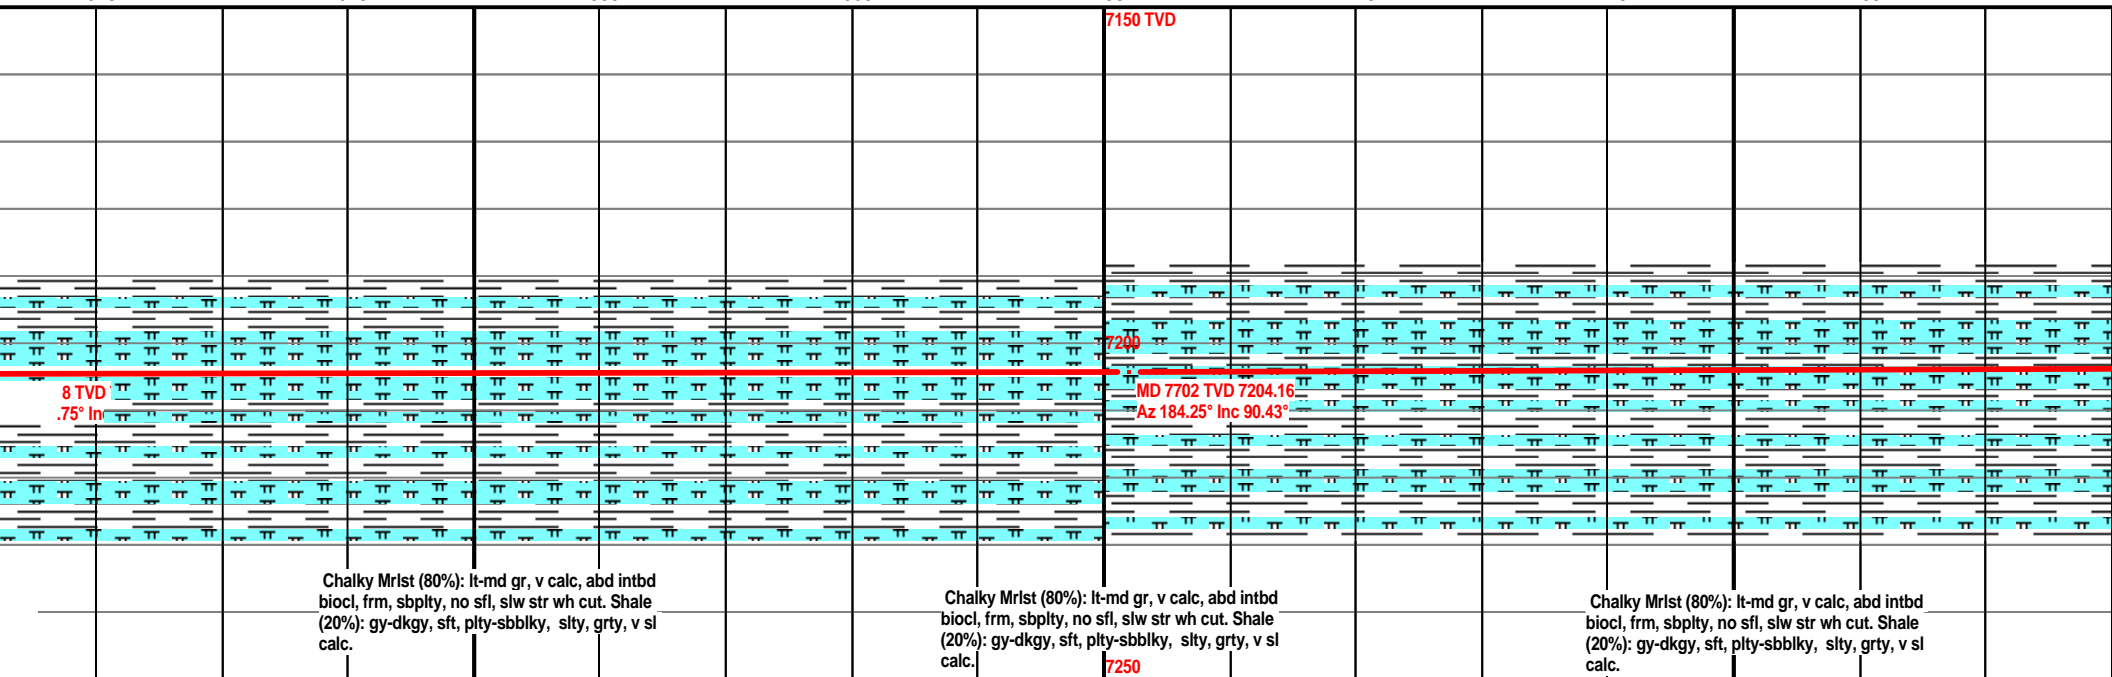 7150 TVD
7200
8 TVD
.75° Inc
MD 7702 TVD 7204.16
Az 184.25° Inc 90.43°
Chalky Mrlst (80%): lt-md gr, v calc, abd intbd
biocl, frm, sbplty, no sfl, slw str wh cut. Shale
(20%): gy-dkgy, sft, plty-sbblky, slty, grty, v sl
calc.
Chalky Mrlst (80%): lt-md gr, v calc, abd intbd
biocl, frm, sbplty, no sfl, slw str wh cut. Shale
(20%): gy-dkgy, sft, plty-sbblky, slty, grty, v sl
calc.
Chalky Mrlst (80%): lt-md gr, v calc, abd intbd
biocl, frm, sbplty, no sfl, slw str wh cut. Shale
(20%): gy-dkgy, sft, plty-sbblky, slty, grty, v sl
calc.
7250